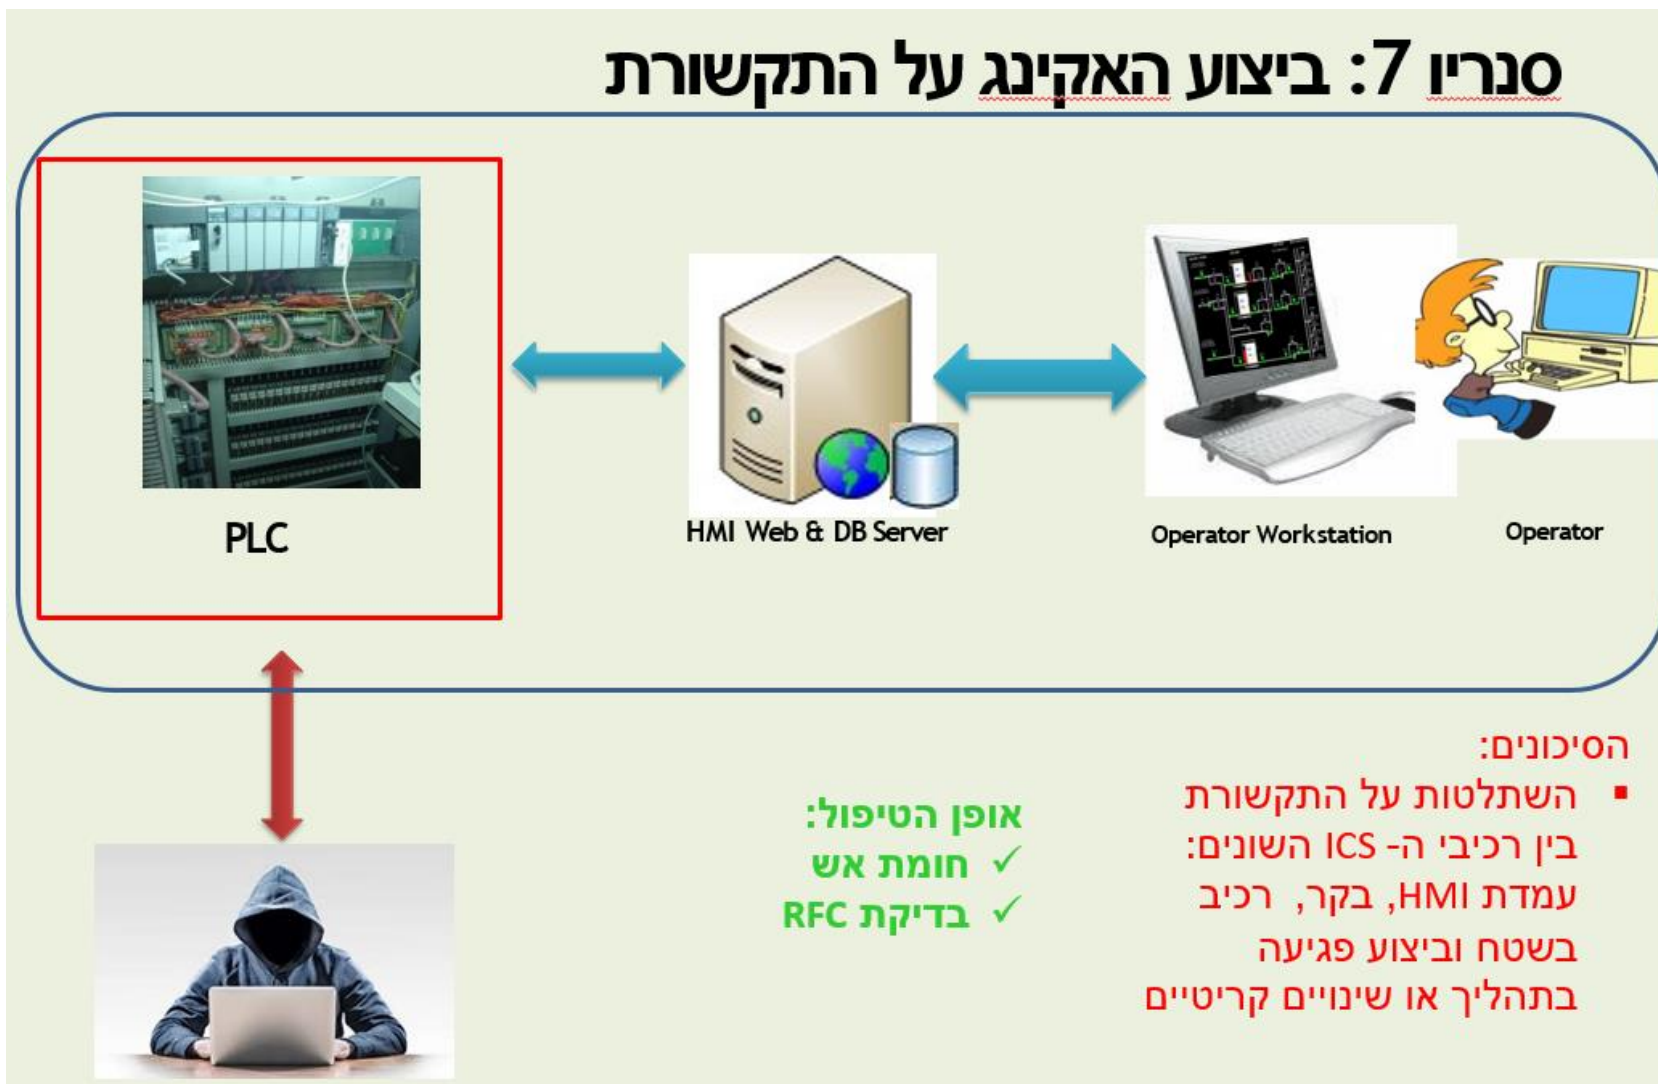 סנריו 7: ביצוע האקינג על התקשורת
PLC
HMI Web & DB Server
Operator Workstation
Operator
הסיכונים:
▪ השתלטות על התקשורת
בין רכיבי ה- ICS השונים:
עמדת HMI, בקר, רכיב
בשטח וביצוע פגיעה
בתהליך או שינויים קריטיים
אופן הטיפול:
✓ חומת אש
✓ בדיקת RFC